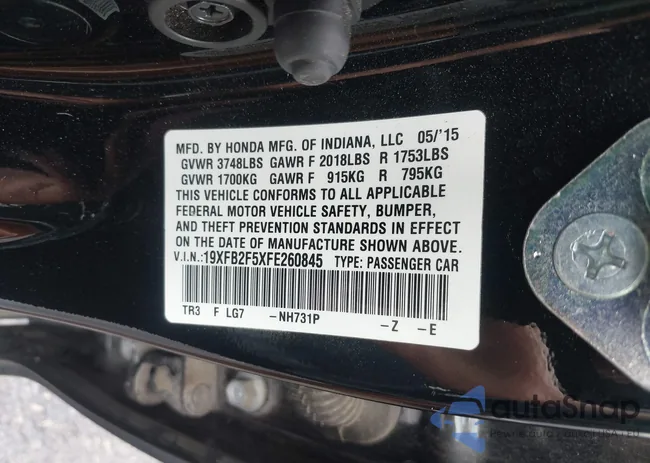 MFD. BY HONDA MFG. OF INDIANA, LLC 05/'15
GVWR 3748LBS GAWR F 2018LBS R 1753LBS
GVWR 1700KG GAWR F 915KG R 795KG
THIS VEHICLE CONFORMS TO ALL APPLICABLE
FEDERAL MOTOR VEHICLE SAFETY, BUMPER,
AND THEFT PREVENTION STANDARDS IN EFFECT
ON THE DATE OF MANUFACTURE SHOWN ABOVE.
V.I.N.:19XFB2F5XFE260845 TYPE: PASSENGER CAR
TR3 F LG7 -NH731P -Z -E
autoSnap